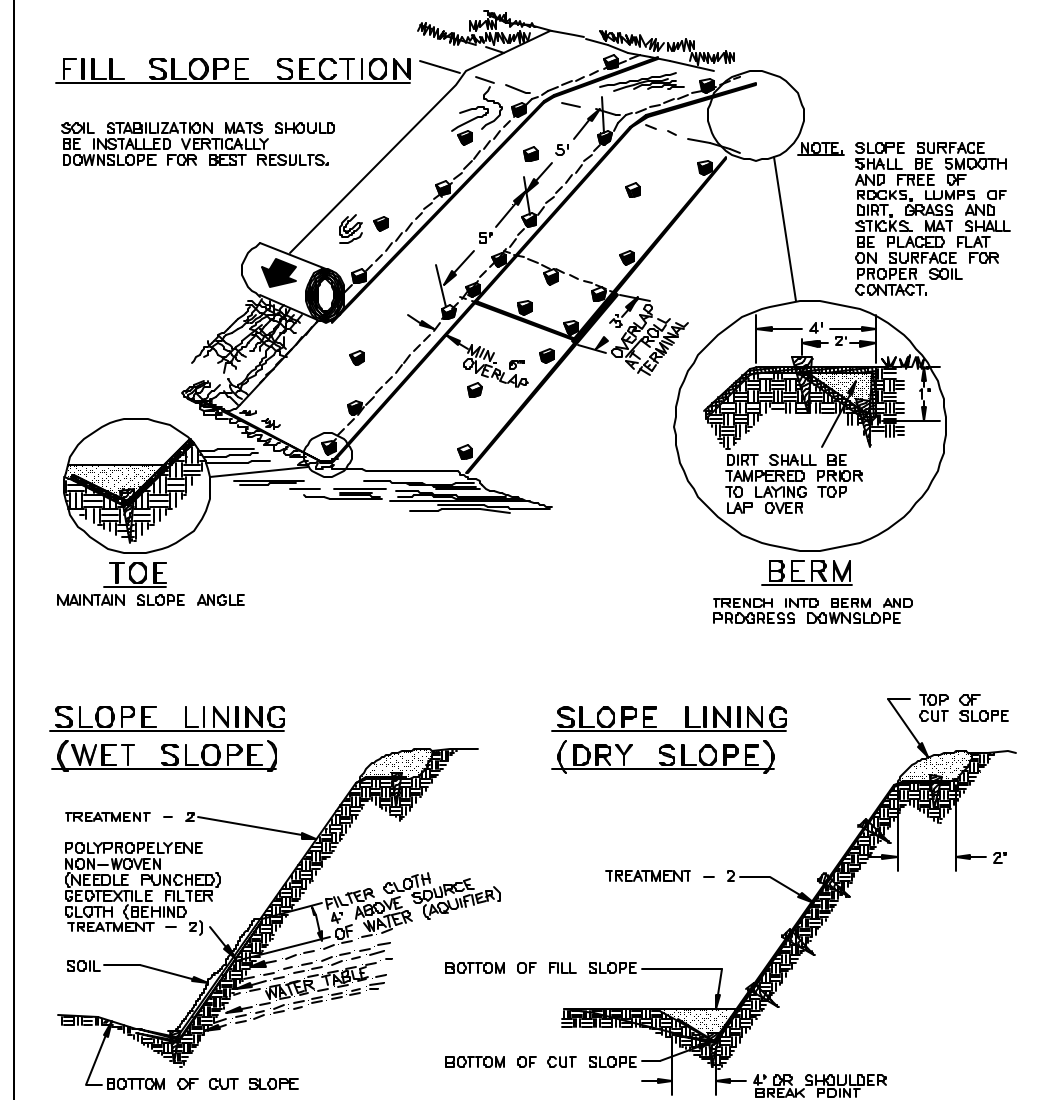 FILL SLOPE SECTION
SOIL STABILIZATION MATS SHOULD
BE INSTALLED VERTICALLY
DOWNSLOPE FOR BEST RESULTS.
5'
5'
NOTE. SLOPE SURFACE
SHALL BE SMOOTH
AND FREE OF
ROCKS, LUMPS OF
DIRT, GRASS AND
STICKS. MAT SHALL
BE PLACED FLAT
ON SURFACE FOR
PROPER SOIL
CONTACT.
MIN. 6"
OVERLAP
3'
OVERLAP
AT ROLL
TERMINAL
4'
2'
1'
DIRT SHALL BE
TAMPERED PRIOR
TO LAYING TOP
LAP OVER
TOE
MAINTAIN SLOPE ANGLE
BERM
TRENCH INTO BERM AND
PROGRESS DOWNSLOPE
SLOPE LINING
(WET SLOPE)
TREATMENT - 2
POLYPROPELYENE
NON-WOVEN
(NEEDLE PUNCHED)
GEOTEXTILE FILTER
CLOTH (BEHIND
TREATMENT - 2)
SOIL
FILTER CLOTH
4' ABOVE SOURCE
OF WATER (AQUIFIER)
WATER TABLE
BOTTOM OF CUT SLOPE
SLOPE LINING
(DRY SLOPE)
TOP OF
CUT SLOPE
2"
TREATMENT - 2
BOTTOM OF FILL SLOPE
BOTTOM OF CUT SLOPE
4' OR SHOULDER
BREAK POINT